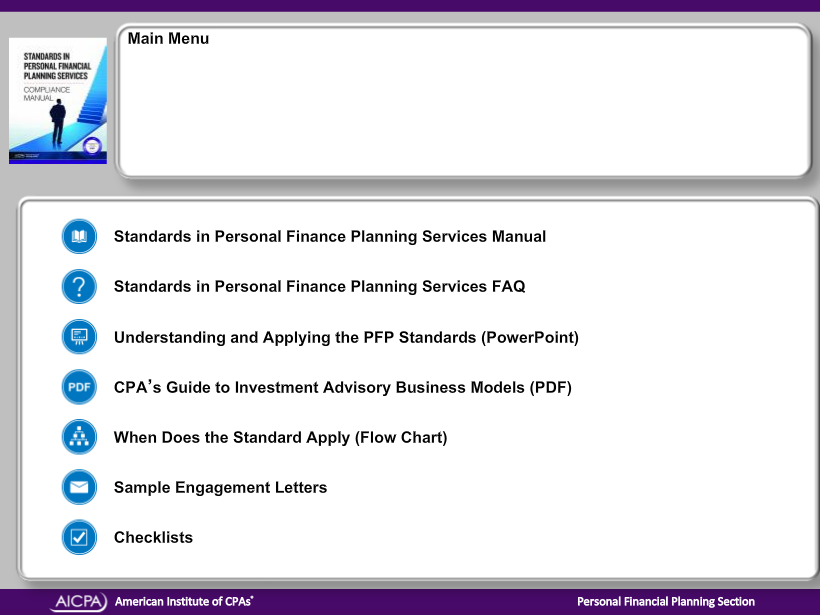 Main Menu
STANDARDS IN
PERSONAL FINANCIAL
PLANNING SERVICES
COMPLIANCE
MANUAL
Standards in Personal Finance Planning Services Manual
Standards in Personal Finance Planning Services FAQ
Understanding and Applying the PFP Standards (PowerPoint)
PDF
CPA’s Guide to Investment Advisory Business Models (PDF)
When Does the Standard Apply (Flow Chart)
Sample Engagement Letters
Checklists
AICPA American Institute of CPAs® Personal Financial Planning Section